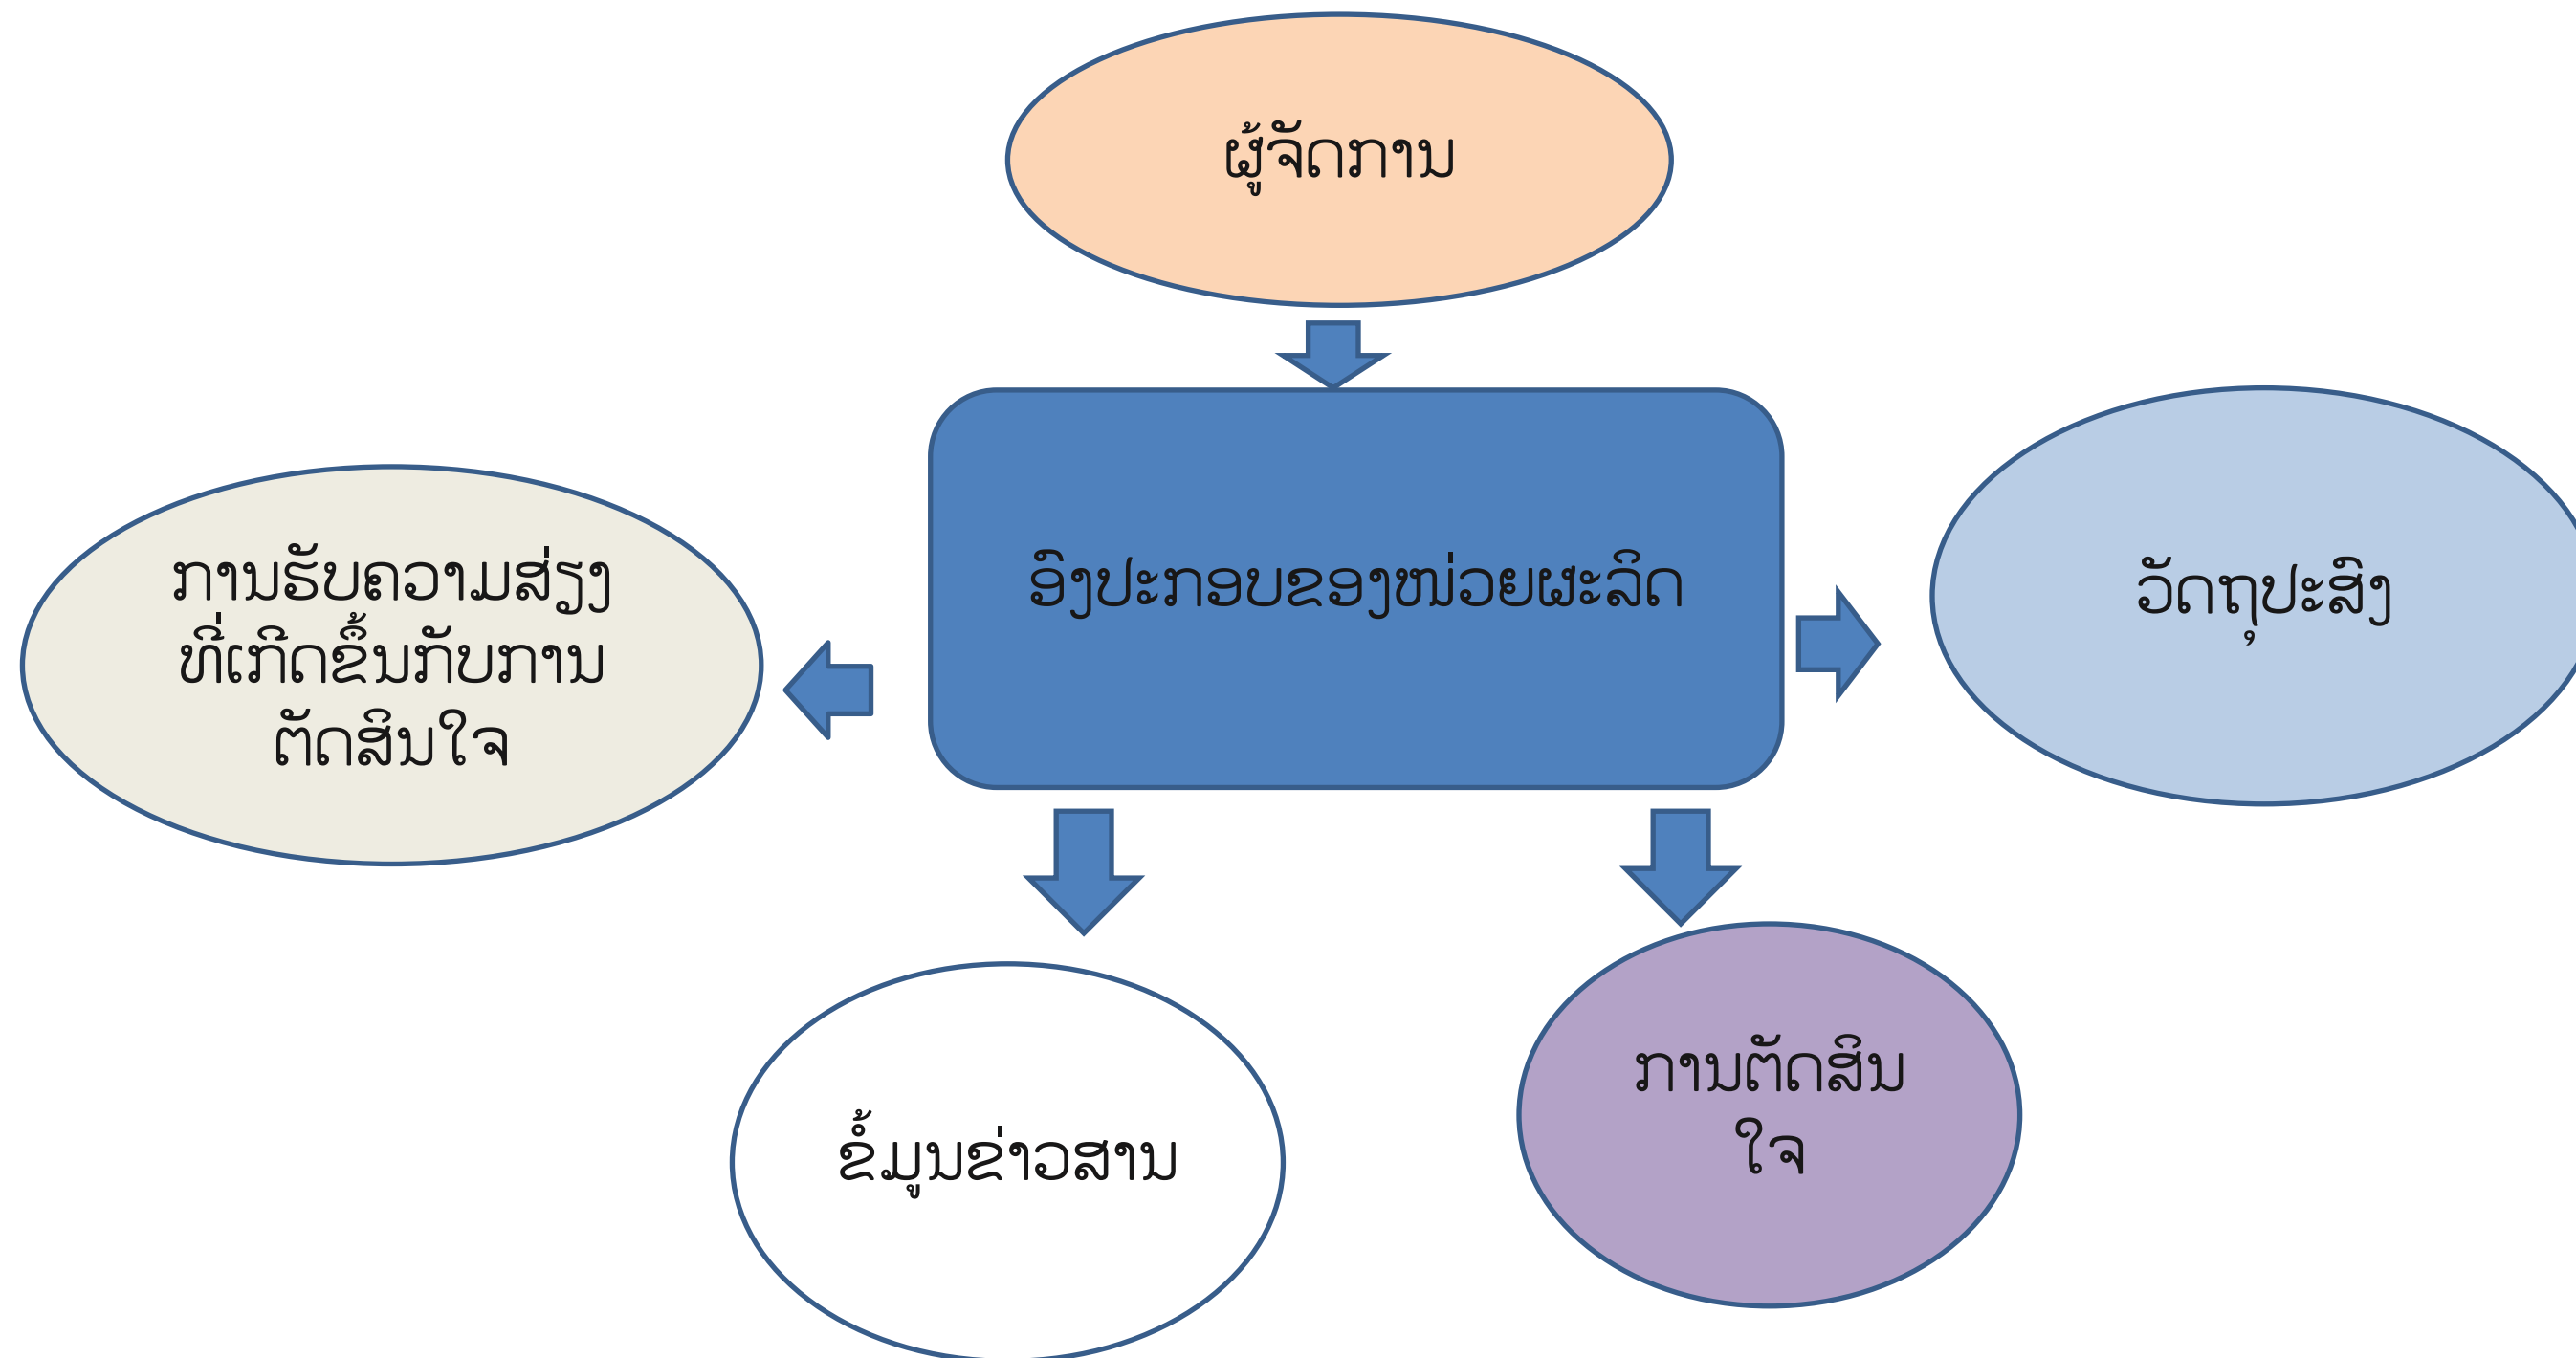 ຜູ້ຈັດການ
ອົງປະກອບຂອງໜ່ວຍຜະລິດ
ວັດຖຸປະສົງ
ການຮັບຄວາມສ່ຽງ
ທີ່ເກີດຂຶ້ນກັບການ
ຕັດສິນໃຈ
ຂໍ້ມູນຂ່າວສານ
ການຕັດສິນ
ໃຈ